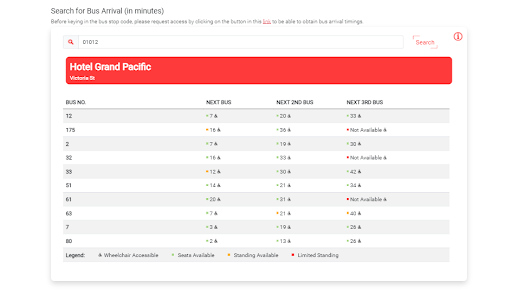 Search for Bus Arrival (in minutes)
Before keying in the bus stop code, please request access by clicking on the button in this link to be able to obtain bus arrival timings.
01012 Search
Hotel Grand Pacific
Victoria St
BUS NO. NEXT BUS NEXT 2ND BUS NEXT 3RD BUS
12 7 20 33
175 16 36 Not Available
2 7 19 38
32 16 33 Not Available
33 12 30 42
51 14 21 34
61 20 31 Not Available
63 7 21 40
7 3 19 26
80 2 13 26
Legend: Wheelchair Accessible Seats Available Standing Available Limited Standing